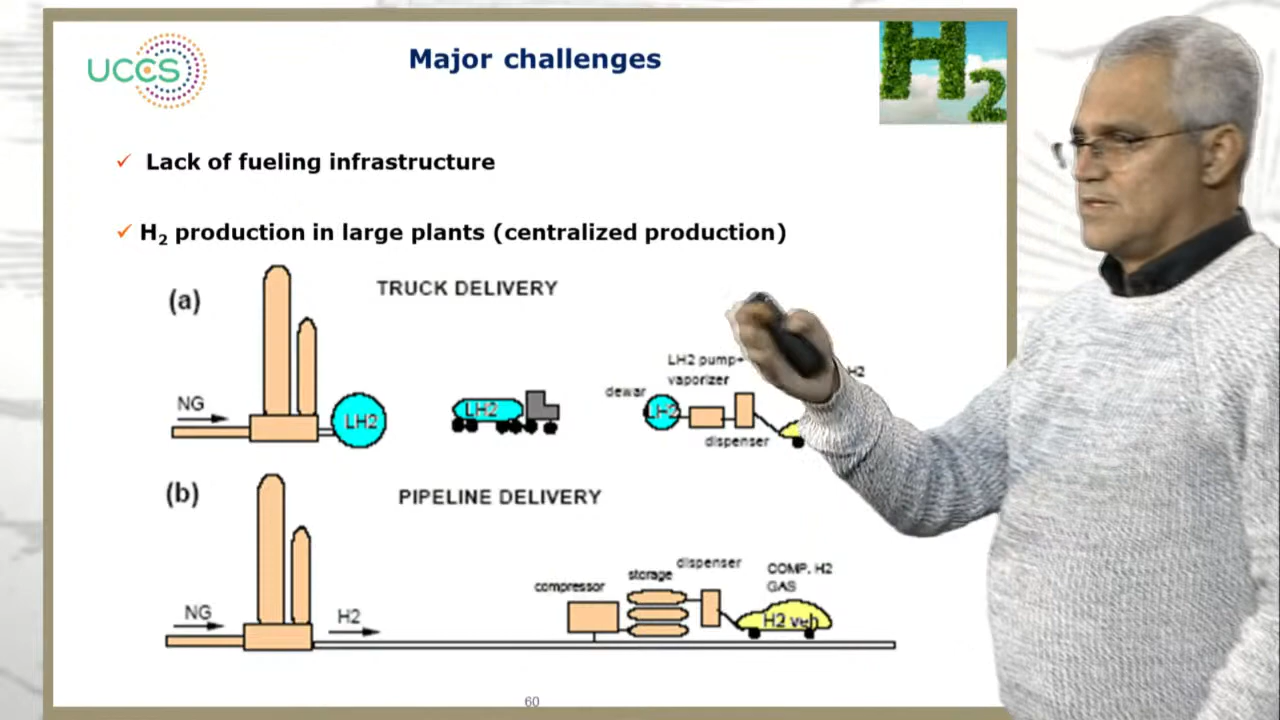 UCCS
Major challenges
H2
✓ Lack of fueling infrastructure
✓ H₂ production in large plants (centralized production)
(a)
TRUCK DELIVERY
LH2 pump+
vaporizer
H2
dewar
NG
LH2
LH2
LH2
dispenser
(b)
PIPELINE DELIVERY
dispenser
COMP. H2
GAS
storage
compressor
NG
H2
H2 veh
60